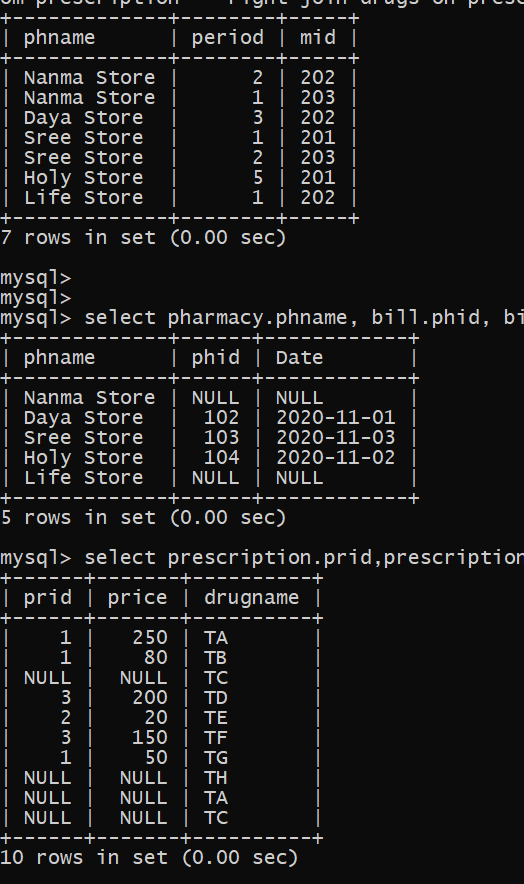 om prescription right join drugs on pres
+-------------+--------+-----+
| phname      | period | mid |
+-------------+--------+-----+
| Nanma Store |      2 | 202 |
| Nanma Store |      1 | 203 |
| Daya Store  |      3 | 202 |
| Sree Store  |      1 | 201 |
| Sree Store  |      2 | 203 |
| Holy Store  |      5 | 201 |
| Life Store  |      1 | 202 |
+-------------+--------+-----+
7 rows in set (0.00 sec)
mysql>
mysql>
mysql> select pharmacy.phname, bill.phid, bi
+-------------+------+------------+
| phname      | phid | Date       |
+-------------+------+------------+
| Nanma Store | NULL | NULL       |
| Daya Store  |  102 | 2020-11-01 |
| Sree Store  |  103 | 2020-11-03 |
| Holy Store  |  104 | 2020-11-02 |
| Life Store  | NULL | NULL       |
+-------------+------+------------+
5 rows in set (0.00 sec)
mysql> select prescription.prid,prescription
+------+-------+----------+
| prid | price | drugname |
+------+-------+----------+
|    1 |   250 | TA       |
|    1 |    80 | TB       |
| NULL |  NULL | TC       |
|    3 |   200 | TD       |
|    2 |    20 | TE       |
|    3 |   150 | TF       |
|    1 |    50 | TG       |
| NULL |  NULL | TH       |
| NULL |  NULL | TA       |
| NULL |  NULL | TC       |
+------+-------+----------+
10 rows in set (0.00 sec)